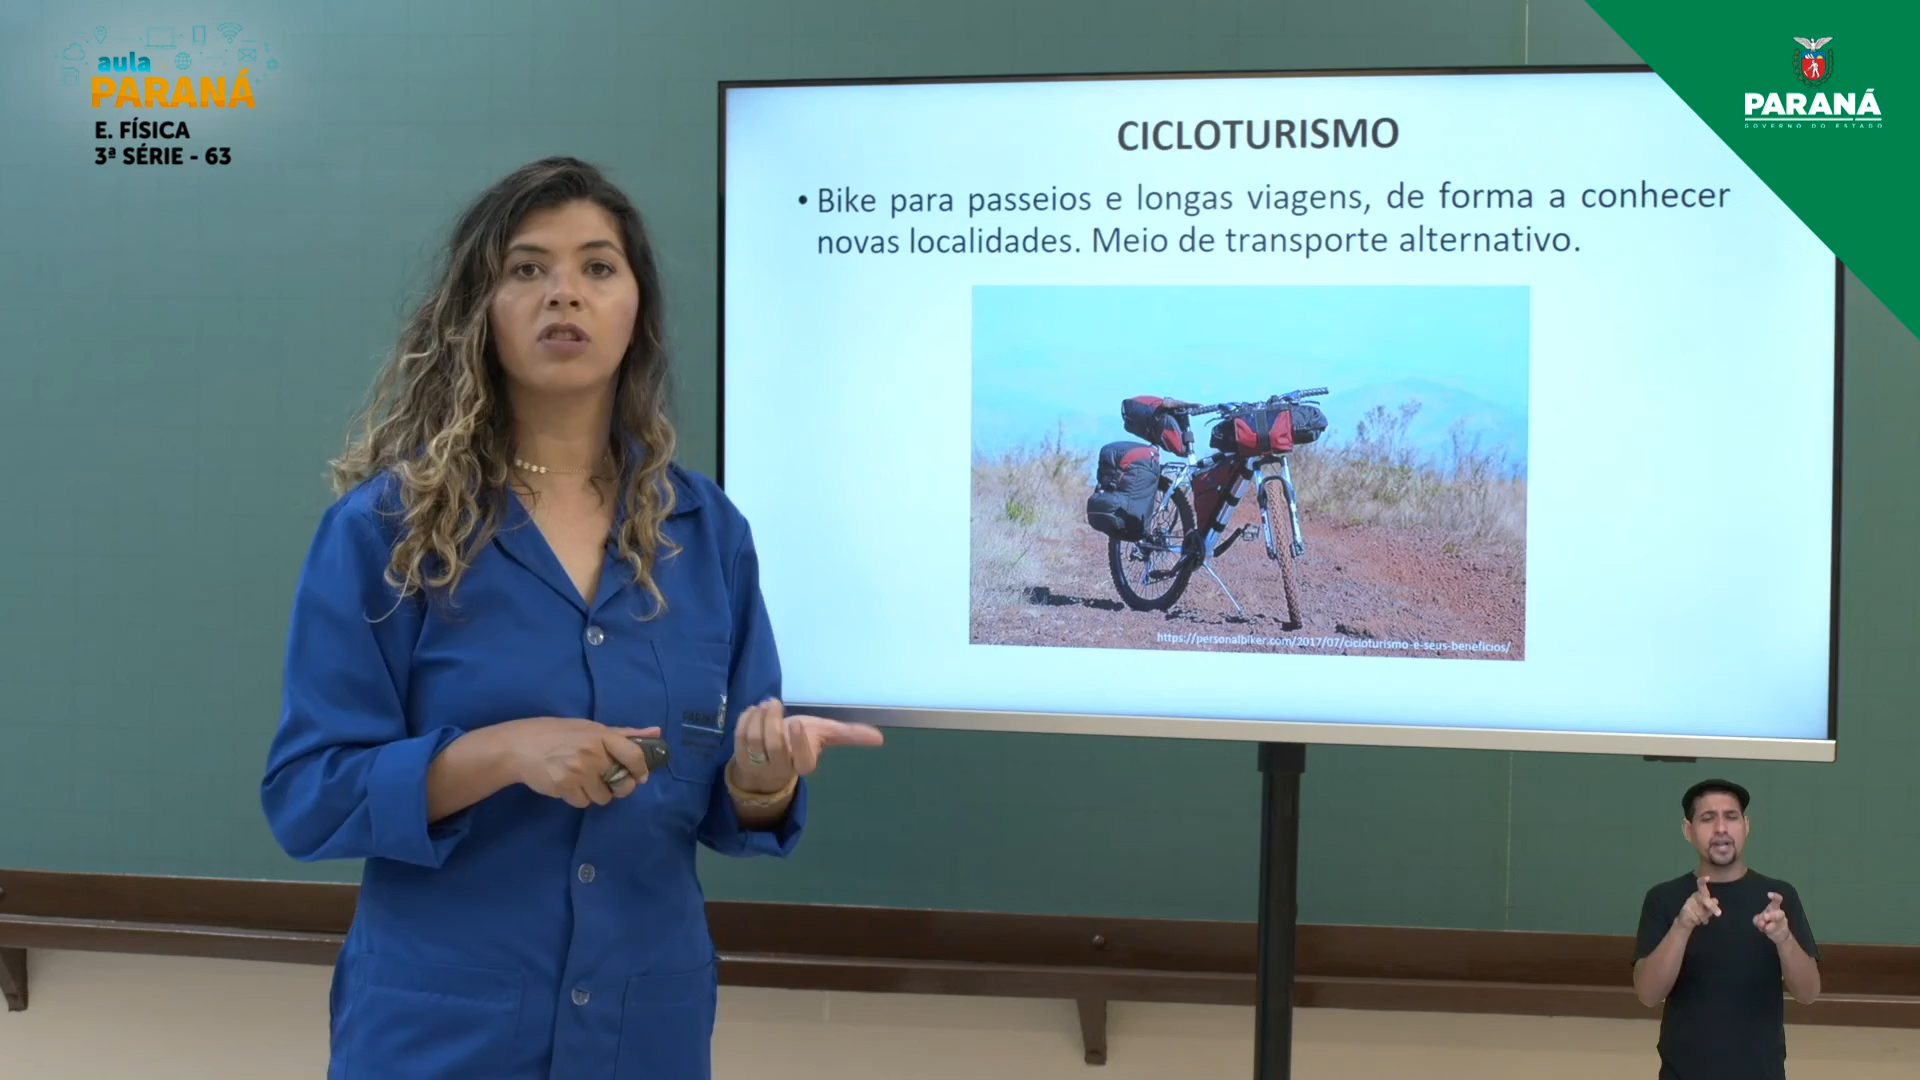 aula
PARANÁ
E. FÍSICA
3ª SÉRIE - 63
PARANÁ
GOVERNO DO ESTADO
CICLOTURISMO
• Bike para passeios e longas viagens, de forma a conhecer
novas localidades. Meio de transporte alternativo.
https://personalbiker.com/2017/07/cicloturismo-e-seus-beneficios/
PARANÁ